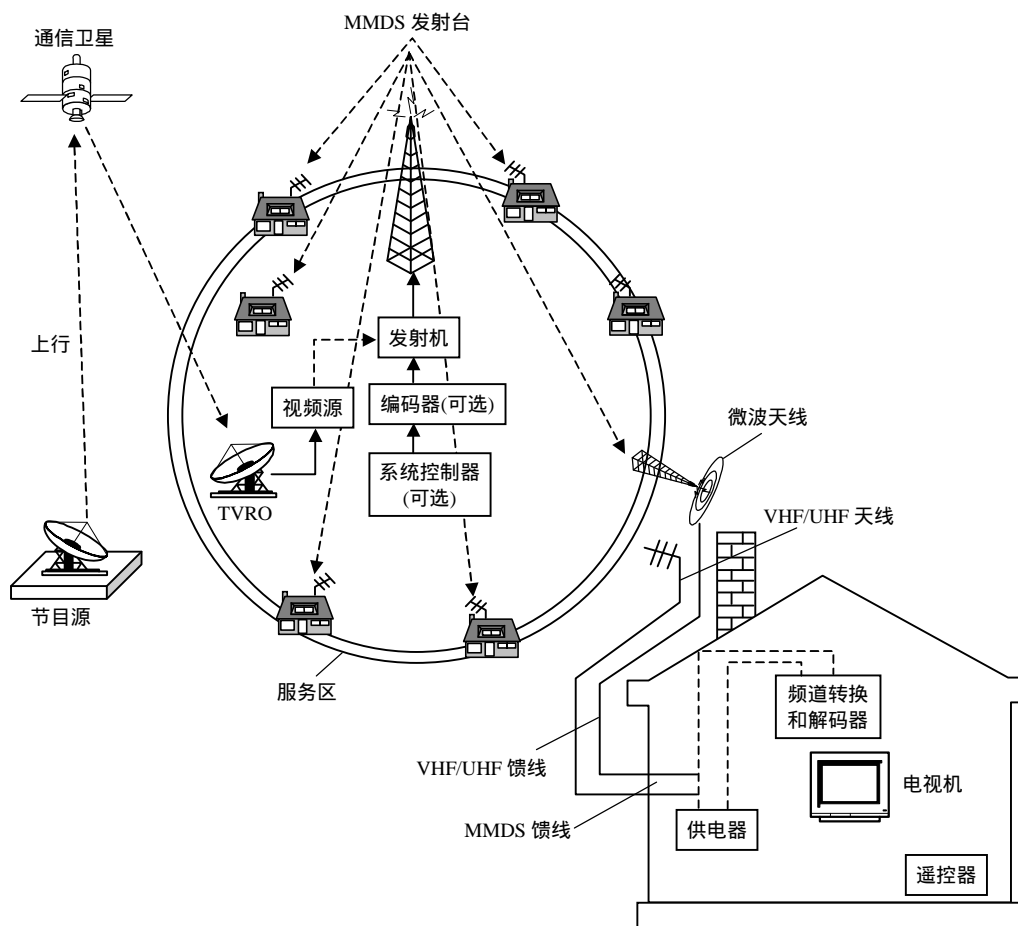 MMDS 发射台
通信卫星
上行
发射机
视频源
编码器(可选)
系统控制器
(可选)
TVRO
节目源
服务区
微波天线
VHF/UHF 天线
频道转换
和解码器
VHF/UHF 馈线
电视机
MMDS 馈线
供电器
遥控器